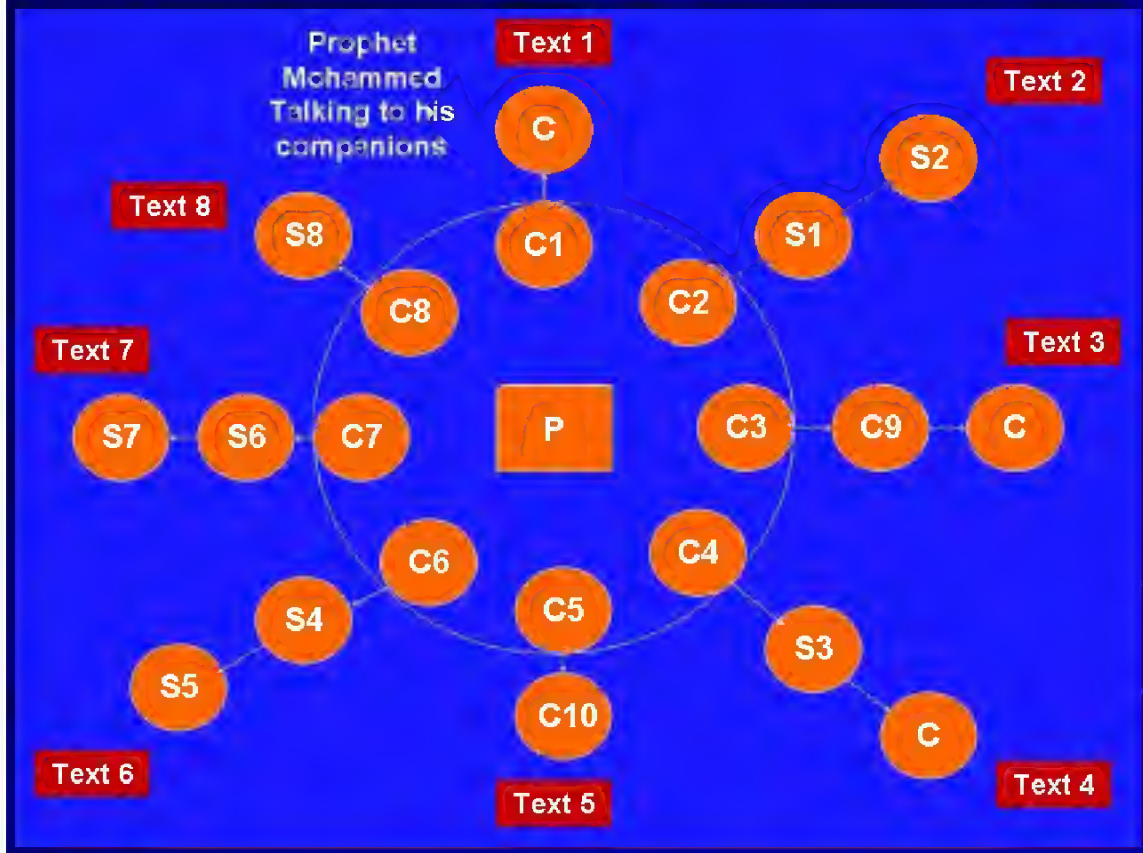 Prophet
Mohammed
Talking to his
companions
Text 1
Text 2
Text 8
Text 3
Text 7
Text 6
Text 5
Text 4
C
C1
S2
S1
C2
S8
C8
S7
S6
C7
P
C3
C9
C
C6
S4
S5
C5
C10
C4
S3
C